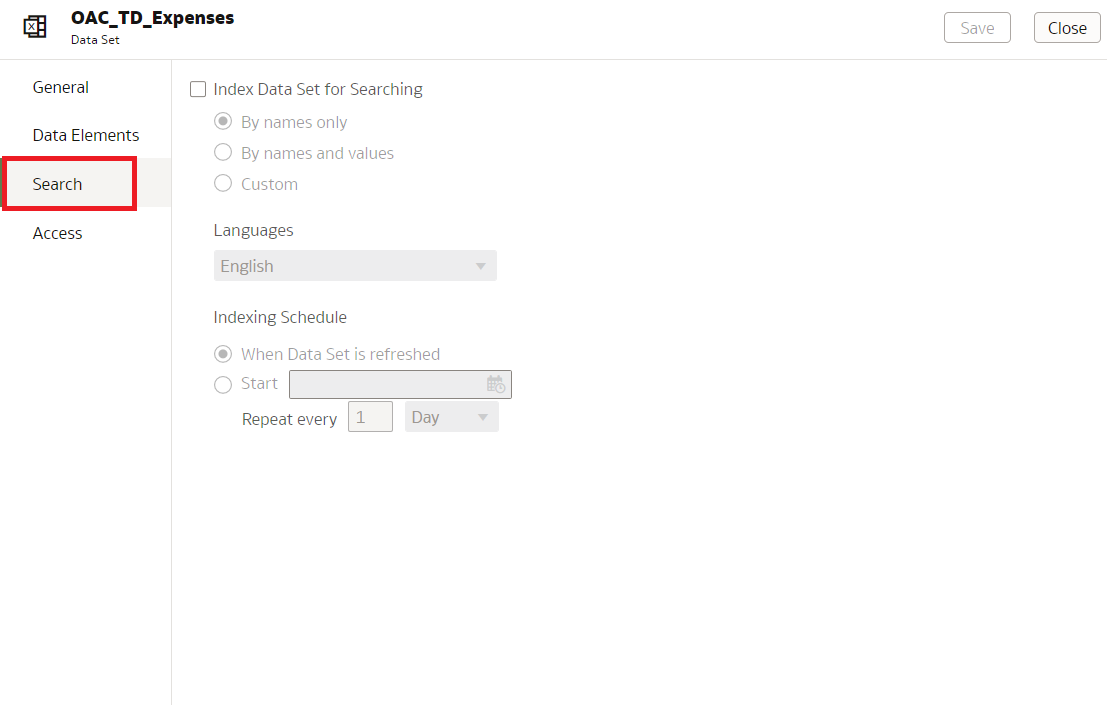 OAC_TD_Expenses
Data Set
Save
Close
General
Data Elements
Search
Access
Index Data Set for Searching
By names only
By names and values
Custom
Languages
English
Indexing Schedule
When Data Set is refreshed
Start
Repeat every 1 Day